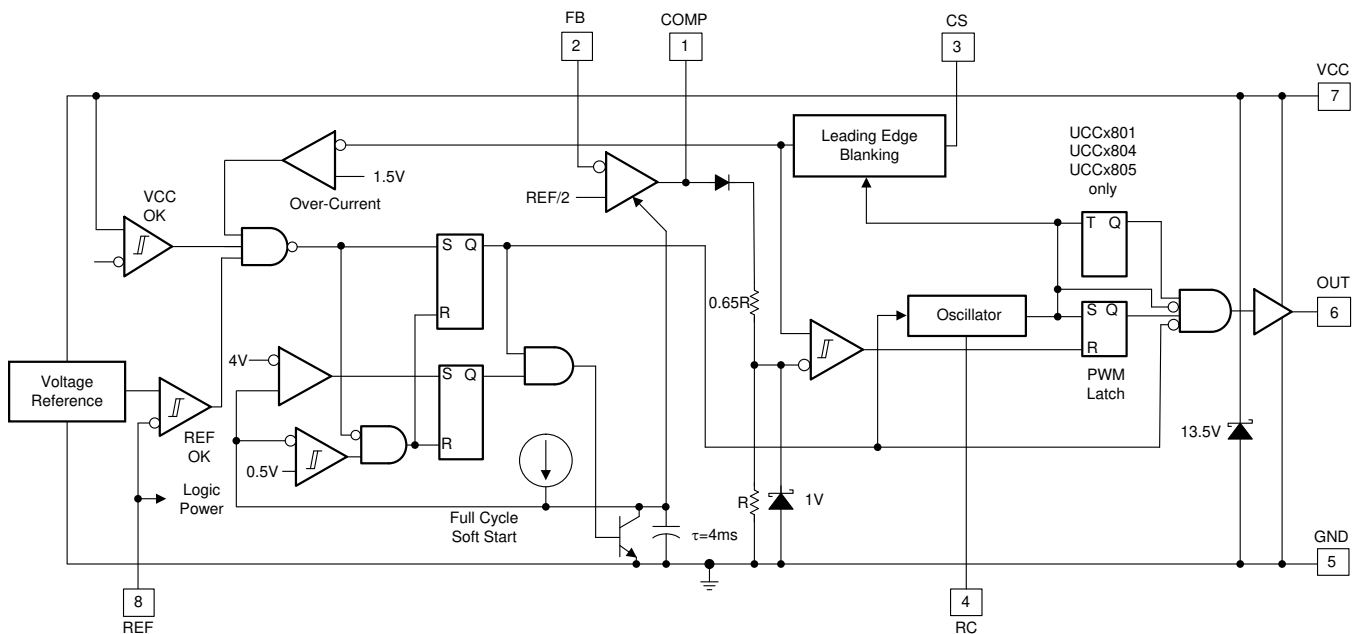 FB
2
COMP
1
CS
3
VCC
7
Leading Edge
Blanking
UCCx801
UCCx804
UCCx805
only
1.5V
Over-Current
REF/2
VCC
OK
T Q
S Q
R
0.65R
Oscillator
S Q
R
PWM
Latch
OUT
6
4V
S Q
R
Voltage
Reference
REF
OK
0.5V
13.5V
Logic
Power
Full Cycle
Soft Start
τ=4ms
R
1V
GND
5
8
REF
4
RC